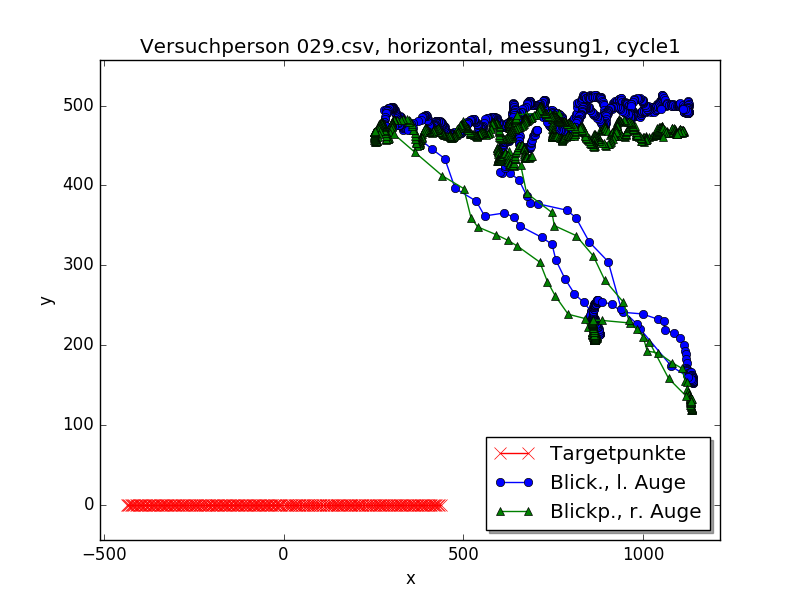 Versuchperson 029.csv, horizontal, messung1, cycle1
500
400
300
200
100
0
y
−500
0
500
1000
x
Targetpunkte
Blick., l. Auge
Blickp., r. Auge